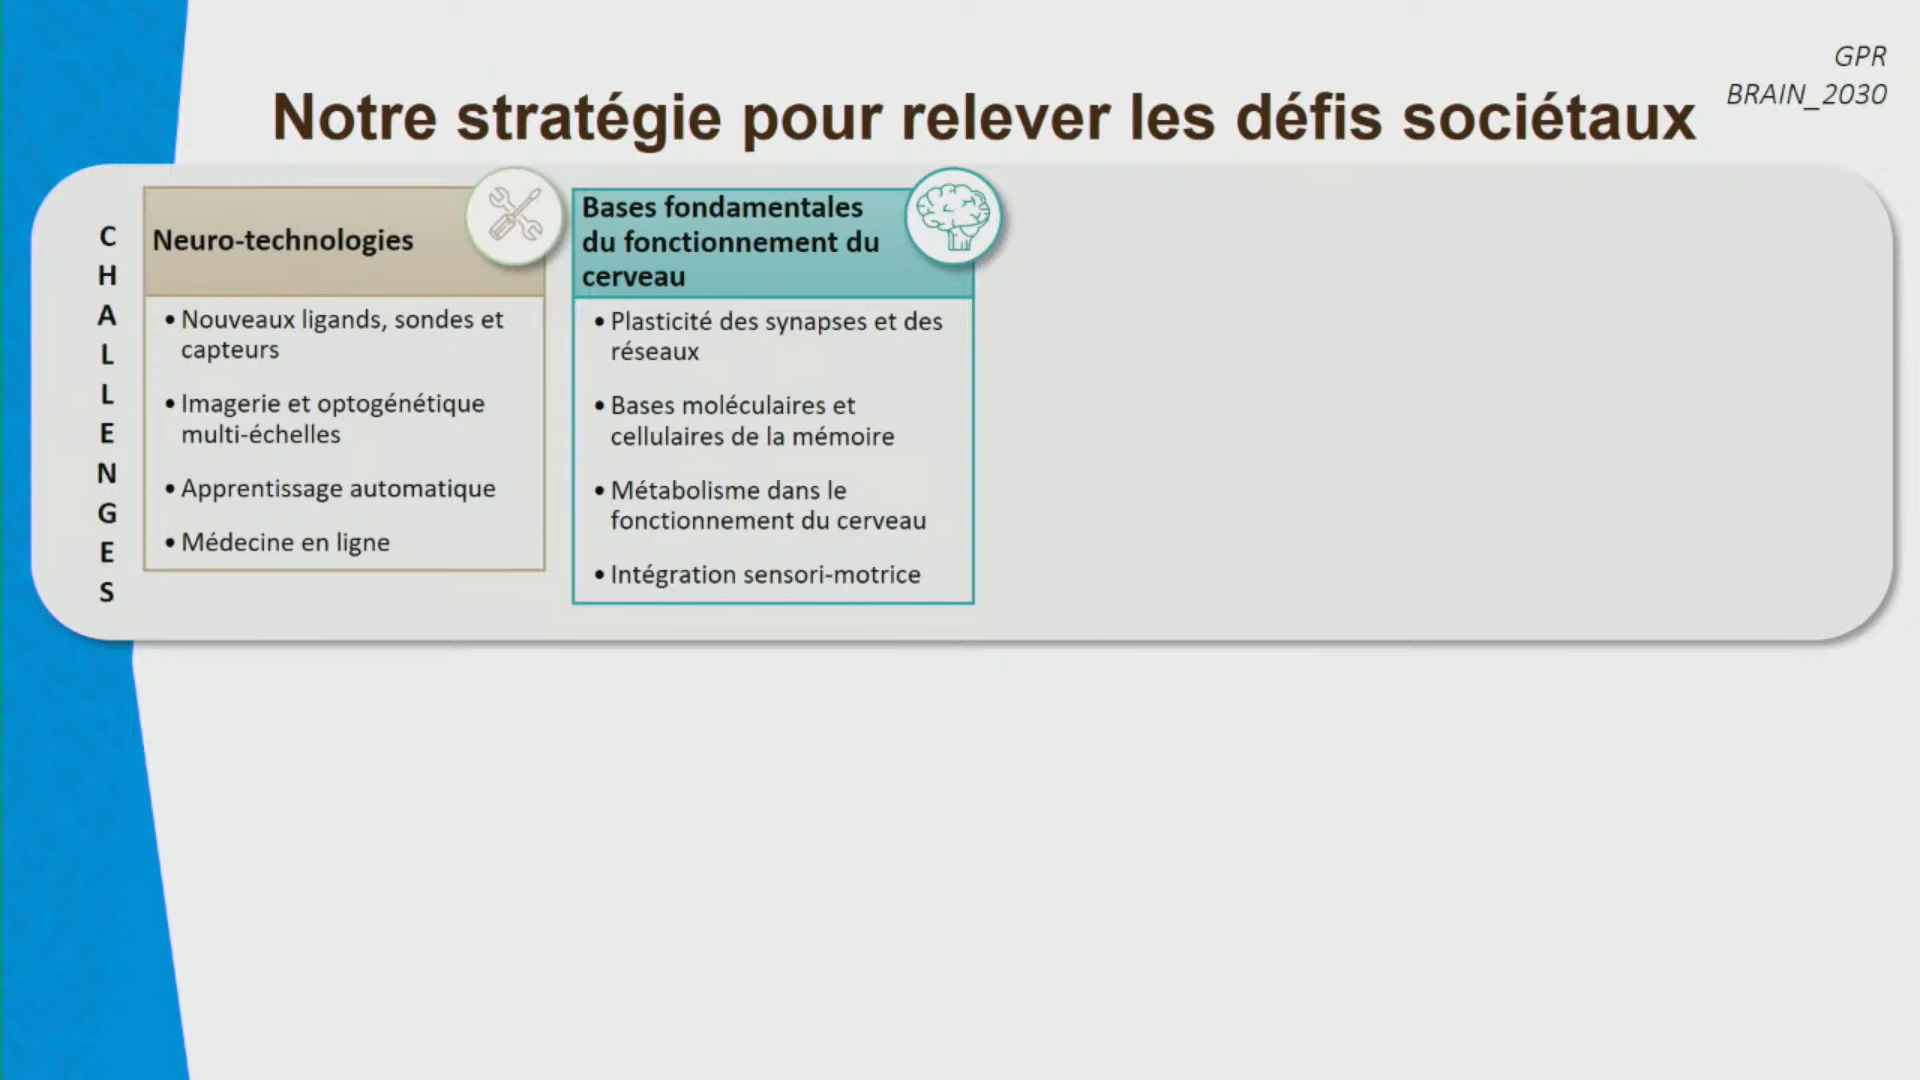 GPR
BRAIN_2030
Notre stratégie pour relever les défis sociétaux
CHALLENGES
Neuro-technologies
• Nouveaux ligands, sondes et
capteurs
• Imagerie et optogénétique
multi-échelles
• Apprentissage automatique
• Médecine en ligne
Bases fondamentales
du fonctionnement du
cerveau
• Plasticité des synapses et des
réseaux
• Bases moléculaires et
cellulaires de la mémoire
• Métabolisme dans le
fonctionnement du cerveau
• Intégration sensori-motrice